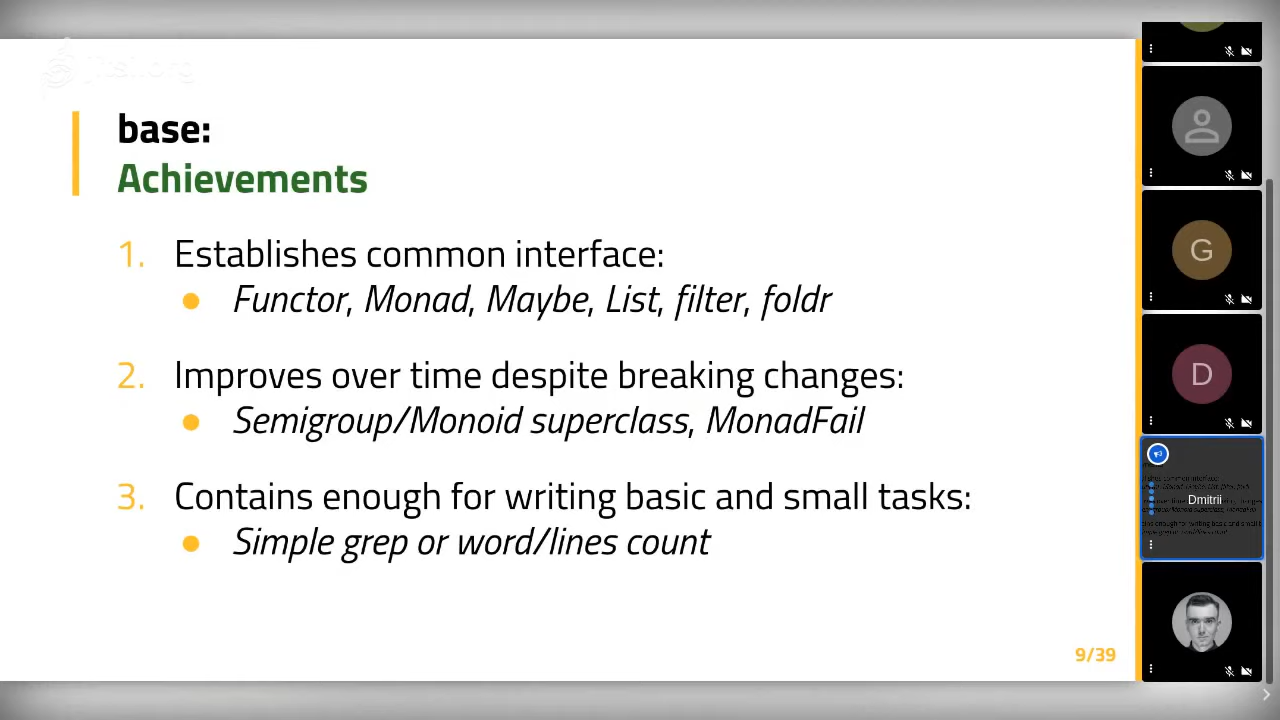 base:
Achievements
1. Establishes common interface:
● Functor, Monad, Maybe, List, filter, foldr
2. Improves over time despite breaking changes:
● Semigroup/Monoid superclass, MonadFail
3. Contains enough for writing basic and small tasks:
● Simple grep or word/lines count
9/39
G
D
Dmitrii